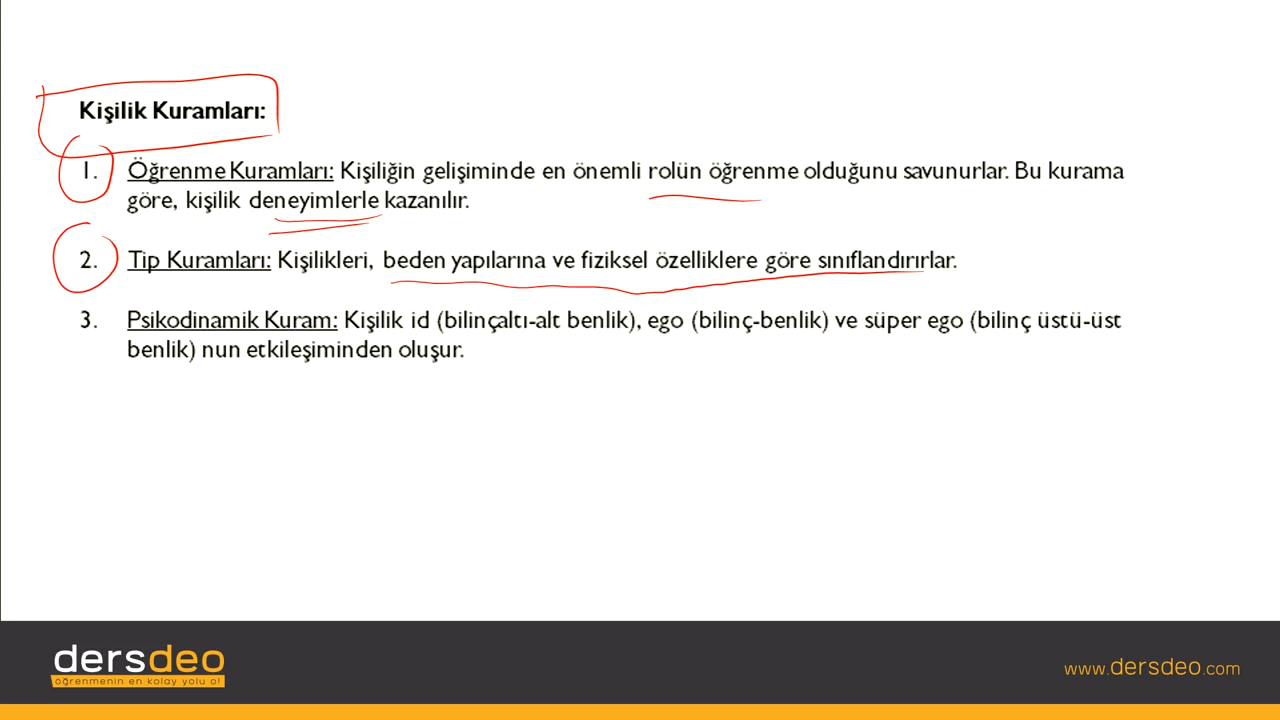 Kişilik Kuramları:
1. Öğrenme Kuramları: Kişiliğin gelişiminde en önemli rolün öğrenme olduğunu savunurlar. Bu kurama
göre, kişilik deneyimlerle kazanılır.
2. Tip Kuramları: Kişilikleri, beden yapılarına ve fiziksel özelliklere göre sınıflandırırlar.
3. Psikodinamik Kuram: Kişilik id (bilinçaltı-alt benlik), ego (bilinç-benlik) ve süper ego (bilinç üstü-üst
benlik) nun etkileşiminden oluşur.
dersdeo
öğrenmenin en kolay yolu o!
www.dersdeo.com